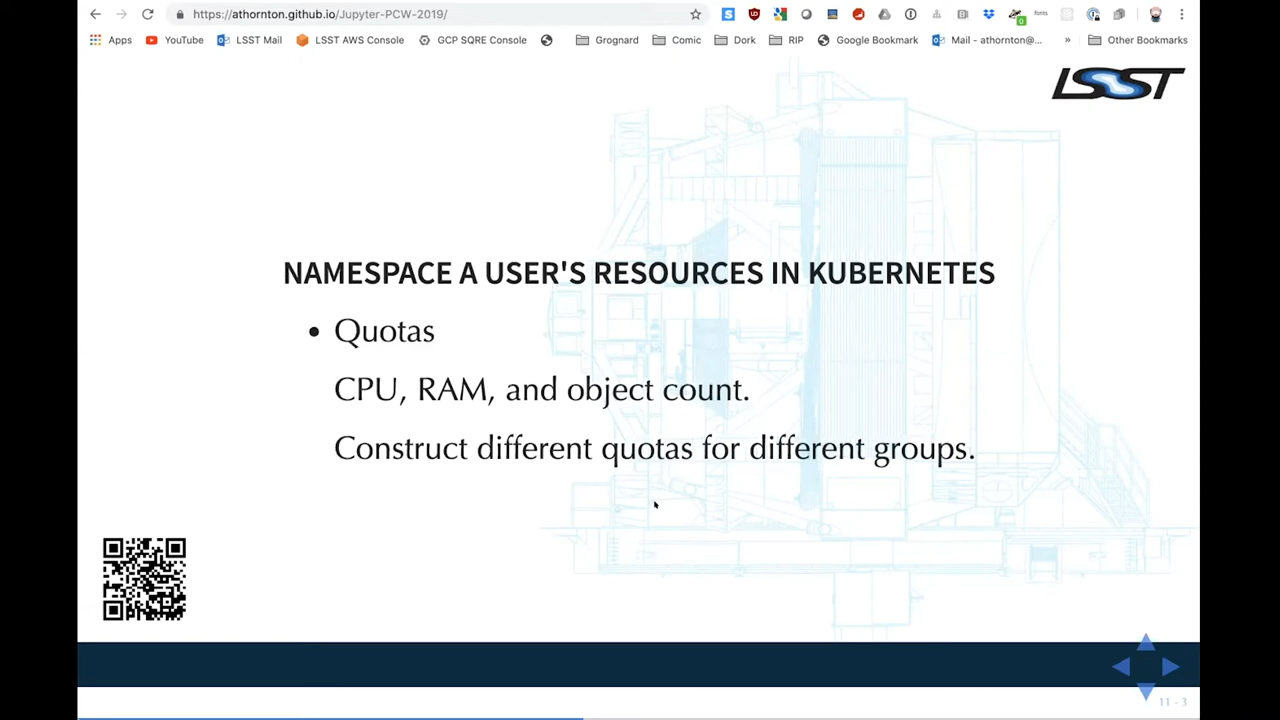 https://athornton.github.io/Jupyter-PCW-2019/
Apps YouTube LSST Mail LSST AWS Console GCP SQRE Console Grognard Comic Dork RIP Google Bookmark Mail - athornton@... » Other Bookmarks
LSST
NAMESPACE A USER'S RESOURCES IN KUBERNETES
• Quotas
CPU, RAM, and object count.
Construct different quotas for different groups.
11 - 3